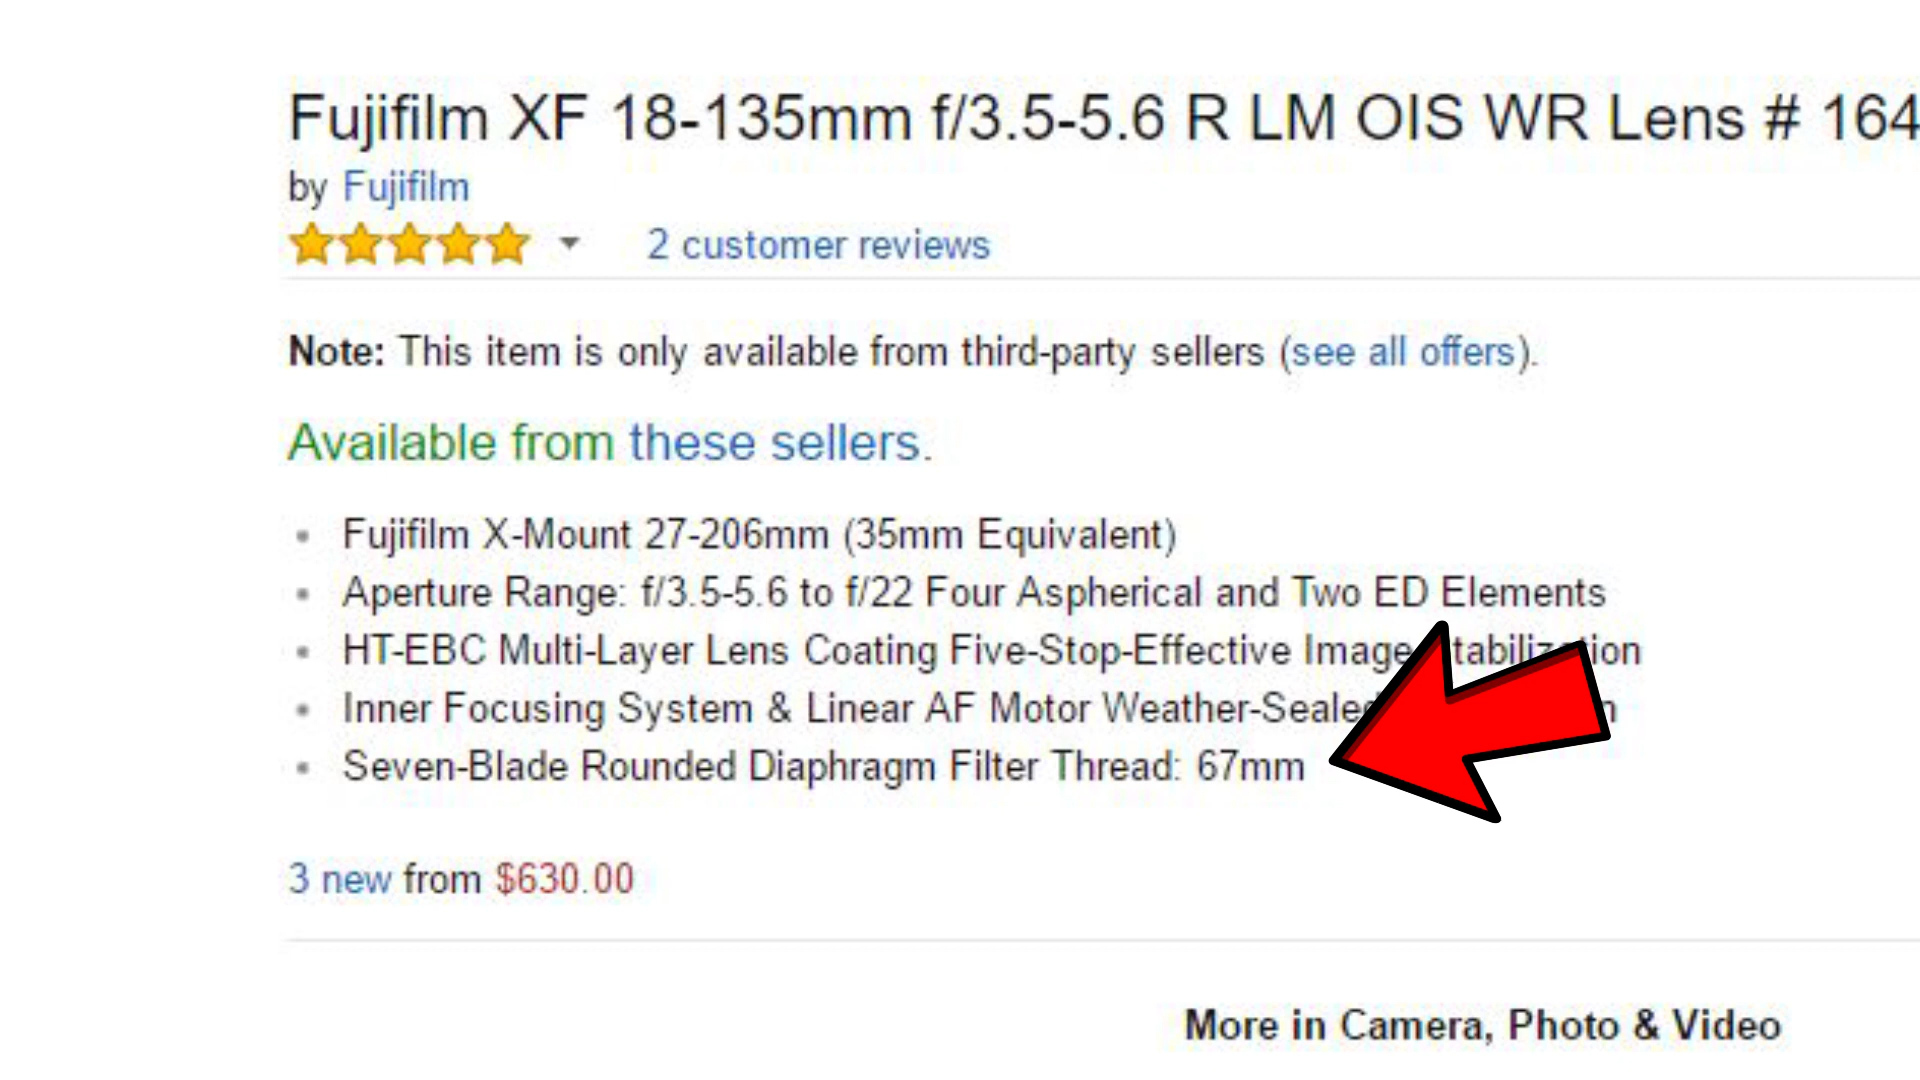 Fujifilm XF 18-135mm f/3.5-5.6 R LM OIS WR Lens # 164
by Fujifilm
2 customer reviews
Note: This item is only available from third-party sellers (see all offers).
Available from these sellers.
Fujifilm X-Mount 27-206mm (35mm Equivalent)
Aperture Range: f/3.5-5.6 to f/22 Four Aspherical and Two ED Elements
HT-EBC Multi-Layer Lens Coating Five-Stop-Effective Image
Inner Focusing System & Linear AF Motor Weather-Sealed
Seven-Blade Rounded Diaphragm Filter Thread: 67mm
3 new from $630.00
More in Camera, Photo & Video